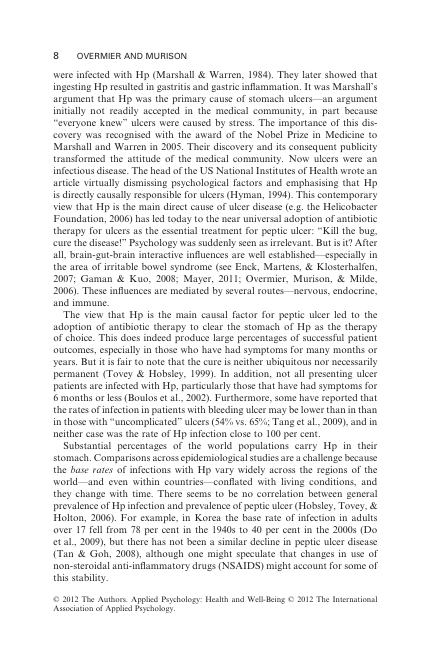 8 OVERMIER AND MURISON
were infected with Hp (Marshall & Warren, 1984). They later showed that
ingesting Hp resulted in gastritis and gastric inflammation. It was Marshall's
argument that Hp was the primary cause of stomach ulcers—an argument
initially not readily accepted in the medical community, in part because
"everyone knew" ulcers were caused by stress. The importance of this dis-
covery was recognised with the award of the Nobel Prize in Medicine to
Marshall and Warren in 2005. Their discovery and its consequent publicity
transformed the attitude of the medical community. Now ulcers were an
infectious disease. The head of the US National Institutes of Health wrote an
article virtually dismissing psychological factors and emphasising that Hp
is directly causally responsible for ulcers (Hyman, 1994). This contemporary
view that Hp is the main direct cause of ulcer disease (e.g. the Helicobacter
Foundation, 2006) has led today to the near universal adoption of antibiotic
therapy for ulcers as the essential treatment for peptic ulcer: "Kill the bug,
cure the disease!" Psychology was suddenly seen as irrelevant. But is it? After
all, brain-gut-brain interactive influences are well established—especially in
the area of irritable bowel syndrome (see Enck, Martens, & Klosterhalfen,
2007; Gaman & Kuo, 2008; Mayer, 2011; Overmier, Murison, & Milde,
2006). These influences are mediated by several routes—nervous, endocrine,
and immune.
The view that Hp is the main causal factor for peptic ulcer led to the
adoption of antibiotic therapy to clear the stomach of Hp as the therapy
of choice. This does indeed produce large percentages of successful patient
outcomes, especially in those who have had symptoms for many months or
years. But it is fair to note that the cure is neither ubiquitous nor necessarily
permanent (Tovey & Hobsley, 1999). In addition, not all presenting ulcer
patients are infected with Hp, particularly those that have had symptoms for
6 months or less (Boulos et al., 2002). Furthermore, some have reported that
the rates of infection in patients with bleeding ulcer may be lower than in than
in those with "uncomplicated" ulcers (54% vs. 65%; Tang et al., 2009), and in
neither case was the rate of Hp infection close to 100 per cent.
Substantial percentages of the world populations carry Hp in their
stomach. Comparisons across epidemiological studies are a challenge because
the base rates of infections with Hp vary widely across the regions of the
world—and even within countries—conflated with living conditions, and
they change with time. There seems to be no correlation between general
prevalence of Hp infection and prevalence of peptic ulcer (Hobsley, Tovey, &
Holton, 2006). For example, in Korea the base rate of infection in adults
over 17 fell from 78 per cent in the 1940s to 40 per cent in the 2000s (Do
et al., 2009), but there has not been a similar decline in peptic ulcer disease
(Tan & Goh, 2008), although one might speculate that changes in use of
non-steroidal anti-inflammatory drugs (NSAIDS) might account for some of
this stability.
© 2012 The Authors. Applied Psychology: Health and Well-Being © 2012 The International
Association of Applied Psychology.